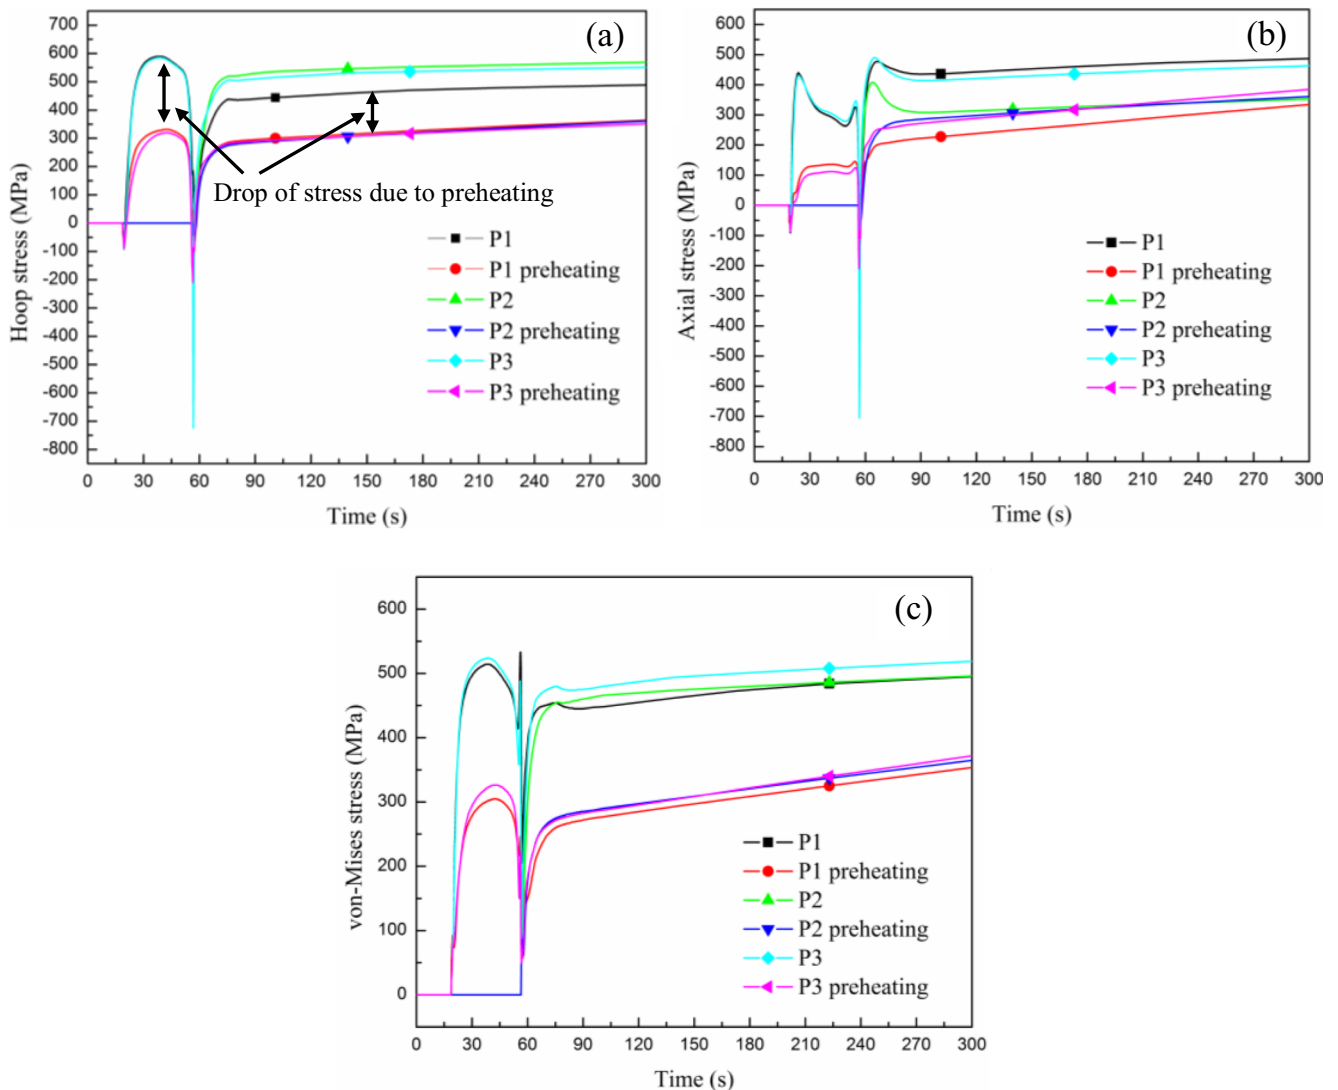 (a)
700
600
500
400
300
200
100
0
-100
-200
-300
-400
-500
-600
-700
-800
Hoop stress (MPa)
Drop of stress due to preheating
P1
P1 preheating
P2
P2 preheating
P3
P3 preheating
0 30 60 90 120 150 180 210 240 270 300
Time (s)
(b)
600
500
400
300
200
100
0
-100
-200
-300
-400
-500
-600
-700
-800
Axial stress (MPa)
P1
P1 preheating
P2
P2 preheating
P3
P3 preheating
0 30 60 90 120 150 180 210 240 270 300
Time (s)
(c)
600
500
400
300
200
100
0
von-Mises stress (MPa)
P1
P1 preheating
P2
P2 preheating
P3
P3 preheating
0 30 60 90 120 150 180 210 240 270 300
Time (s)